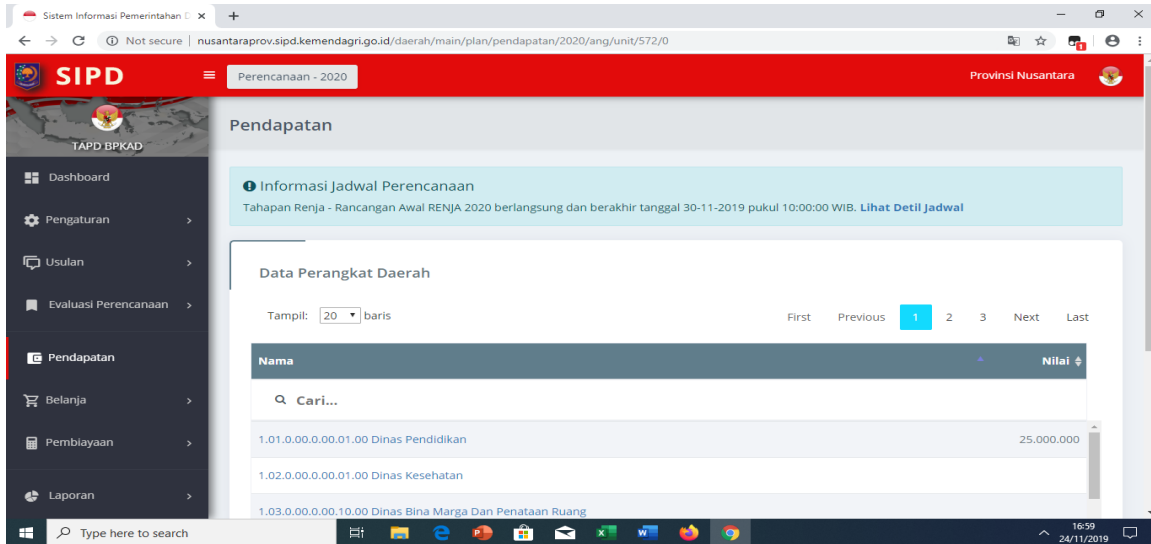 Sistem Informasi Pemerintahan D
Not secure | nusantaraprov.sipd.kemendagri.go.id/daerah/main/plan/pendapatan/2020/ang/unit/572/0
SIPD
Perencanaan - 2020
Provinsi Nusantara
TAPD BPKAD
Dashboard
Pengaturan
Usulan
Evaluasi Perencanaan
Pendapatan
Belanja
Pembiayaan
Laporan
Pendapatan
Informasi Jadwal Perencanaan
Tahapan Renja - Rancangan Awal RENJA 2020 berlangsung dan berakhir tanggal 30-11-2019 pukul 10:00:00 WIB. Lihat Detil Jadwal
Data Perangkat Daerah
Tampil: 20 baris
First Previous 1 2 3 Next Last
Nama Nilai
Cari...
1.01.0.00.0.00.01.00 Dinas Pendidikan 25.000.000
1.02.0.00.0.00.01.00 Dinas Kesehatan
1.03.0.00.00.10.00 Dinas Bina Marga Dan Penataan Ruang
Type here to search
16:59
24/11/2019